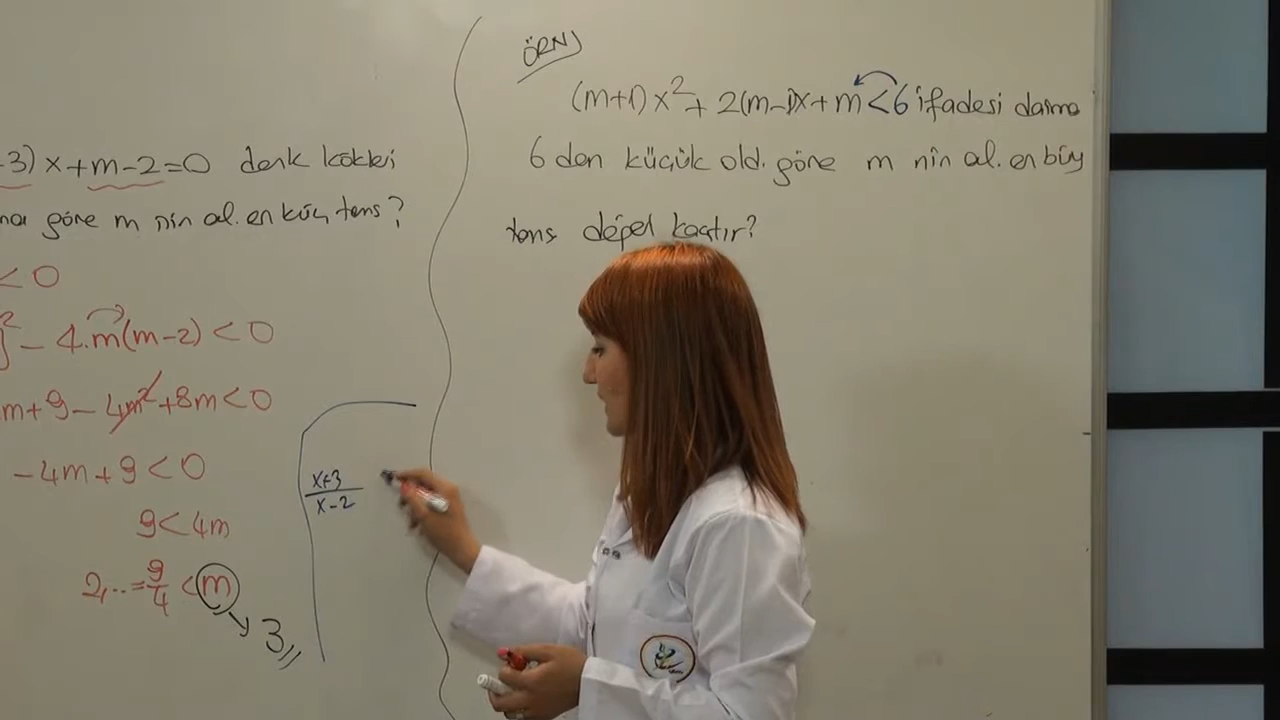 -3)x+m-2=0 denk kökleri
na göre m nin al. en küç tams?
<0
² - 4.m(m-2)<0
m+9-4m²+8m<0
-4m+9<0
9<4m
2,..=9/4<m
3
x+3
x-2
ÖRN
(m+1)x²+2(m-1)x+m<6 ifadesi daima
6 den küçük old. göre m nin al. en büy
tams değel kaçtır?